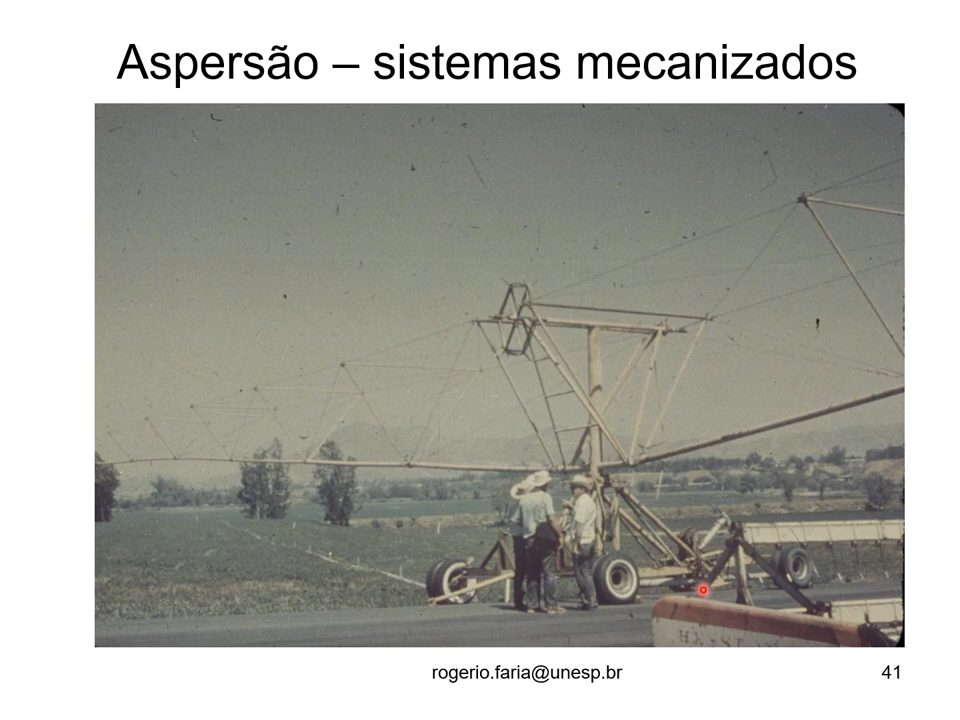 Aspersão – sistemas mecanizados
rogerio.faria@unesp.br
41